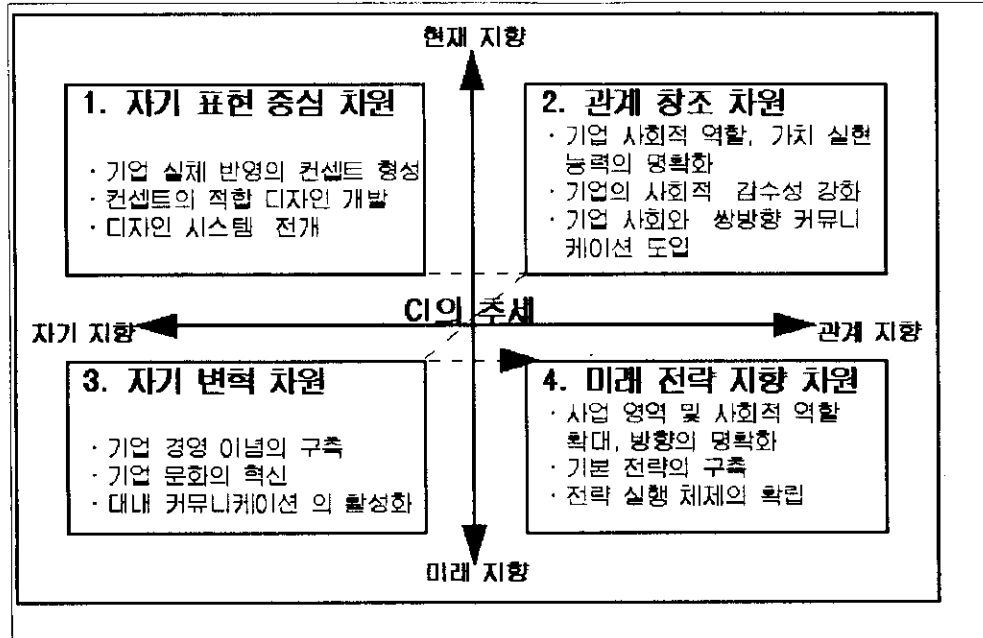 현재 지향
1. 자기 표현 중심 차원
· 기업 실체 반영의 컨셉트 형성
· 컨셉트의 적합 디자인 개발
· 디자인 시스템 전개
2. 관계 창조 차원
· 기업 사회적 역할, 가치 실현
능력의 명확화
· 기업의 사회적 감수성 강화
· 기업 사회와 쌍방향 커뮤니
케이션 도입
CI의 추세
자기 지향
관계 지향
3. 자기 변혁 차원
· 기업 경영 이념의 구축
· 기업 문화의 혁신
· 대내 커뮤니케이션 의 활성화
4. 미래 전략 지향 차원
· 사업 영역 및 사회적 역할
확대, 방향의 명확화
· 기본 전략의 구축
· 전략 실행 체제의 확립
미래 지향